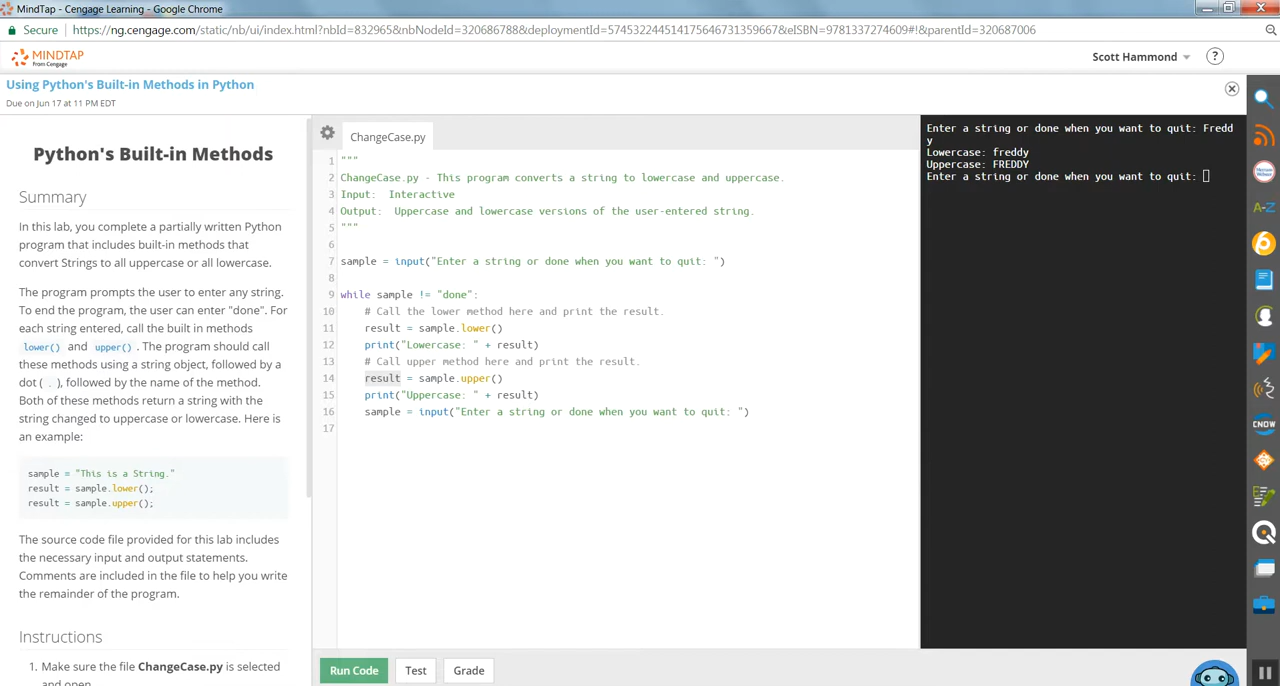 MindTap - Cengage Learning - Google Chrome
Secure https://ng.cengage.com/static/nb/ui/index.html?nbId=832965&nbNodeId=320686788&deploymentId=57453224451417564673135966​7&eISBN=9781337274609#!&parentId=320687006
MINDTAP
From Cengage
Scott Hammond
?
Using Python's Built-in Methods in Python
Due on Jun 17 at 11 PM EDT
Python's Built-in Methods
Summary
In this lab, you complete a partially written Python
program that includes built-in methods that
convert Strings to all uppercase or all lowercase.
The program prompts the user to enter any string.
To end the program, the user can enter "done". For
each string entered, call the built in methods
lower() and upper() . The program should call
these methods using a string object, followed by a
dot ( . ), followed by the name of the method.
Both of these methods return a string with the
string changed to uppercase or lowercase. Here is
an example:
sample = "This is a String."
result = sample.lower();
result = sample.upper();
The source code file provided for this lab includes
the necessary input and output statements.
Comments are included in the file to help you write
the remainder of the program.
Instructions
1. Make sure the file ChangeCase.py is selected
and open.
ChangeCase.py
1 """
2 ChangeCase.py - This program converts a string to lowercase and uppercase.
3 Input: Interactive
4 Output: Uppercase and lowercase versions of the user-entered string.
5 """
6
7 sample = input("Enter a string or done when you want to quit: ")
8
9 while sample != "done":
10 # Call the lower method here and print the result.
11 result = sample.lower()
12 print("Lowercase: " + result)
13 # Call upper method here and print the result.
14 result = sample.upper()
15 print("Uppercase: " + result)
16 sample = input("Enter a string or done when you want to quit: ")
17
Run Code Test Grade
Enter a string or done when you want to quit: Fredd
y
Lowercase: freddy
Uppercase: FREDDY
Enter a string or done when you want to quit:
A-Z
CNOW